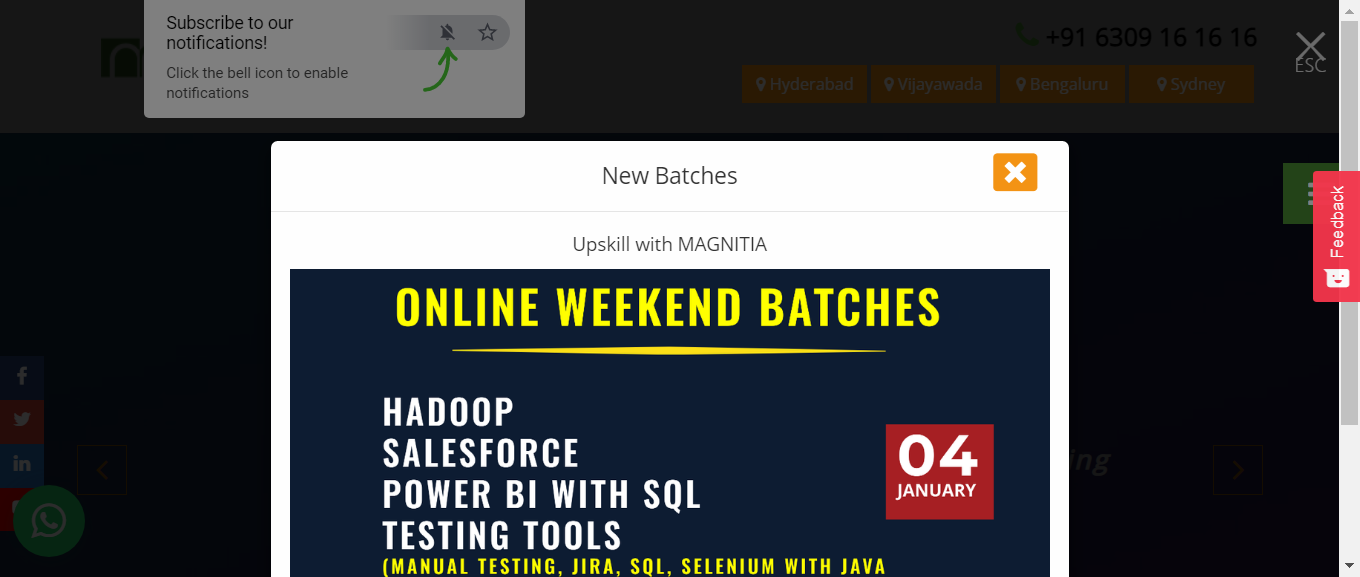 Subscribe to our
notifications!
Click the bell icon to enable
notifications
+91 6309 16 16 16
ESC
Hyderabad
Vijayawada
Bengaluru
Sydney
New Batches
Feedback
Upskill with MAGNITIA
ONLINE WEEKEND BATCHES
HADOOP
SALESFORCE
POWER BI WITH SQL
TESTING TOOLS
(MANUAL TESTING, JIRA, SQL, SELENIUM WITH JAVA
04
JANUARY